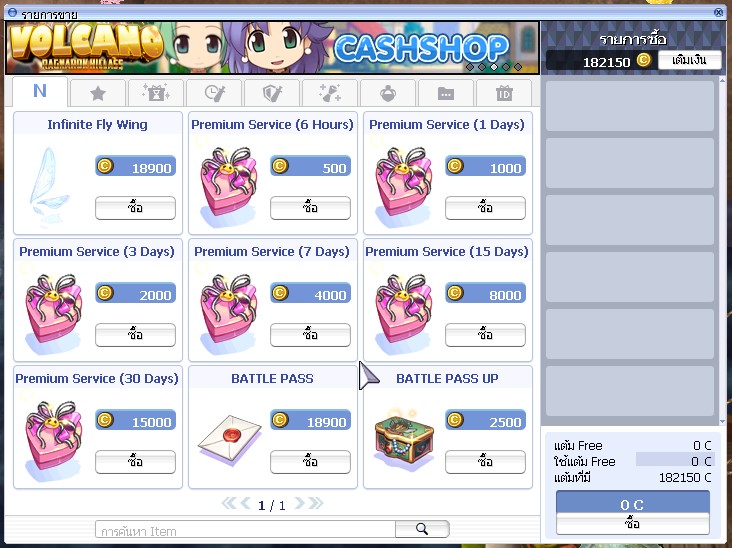 รายการขาย
VOLCANO
RAGNAROK VILLAGE
CASHSHOP
รายการซื้อ
182150 C
เติมเงิน
N
ID
Infinite Fly Wing
C 18900
ซื้อ
Premium Service (6 Hours)
C 500
ซื้อ
Premium Service (1 Days)
C 1000
ซื้อ
Premium Service (3 Days)
C 2000
ซื้อ
Premium Service (7 Days)
C 4000
ซื้อ
Premium Service (15 Days)
C 8000
ซื้อ
Premium Service (30 Days)
C 15000
ซื้อ
BATTLE PASS
C 18900
ซื้อ
BATTLE PASS UP
C 2500
ซื้อ
1 / 1
การค้นหา Item
แต้ม Free 0 C
ใช้แต้ม Free 0 C
แต้มที่มี 182150 C
0 C
ซื้อ